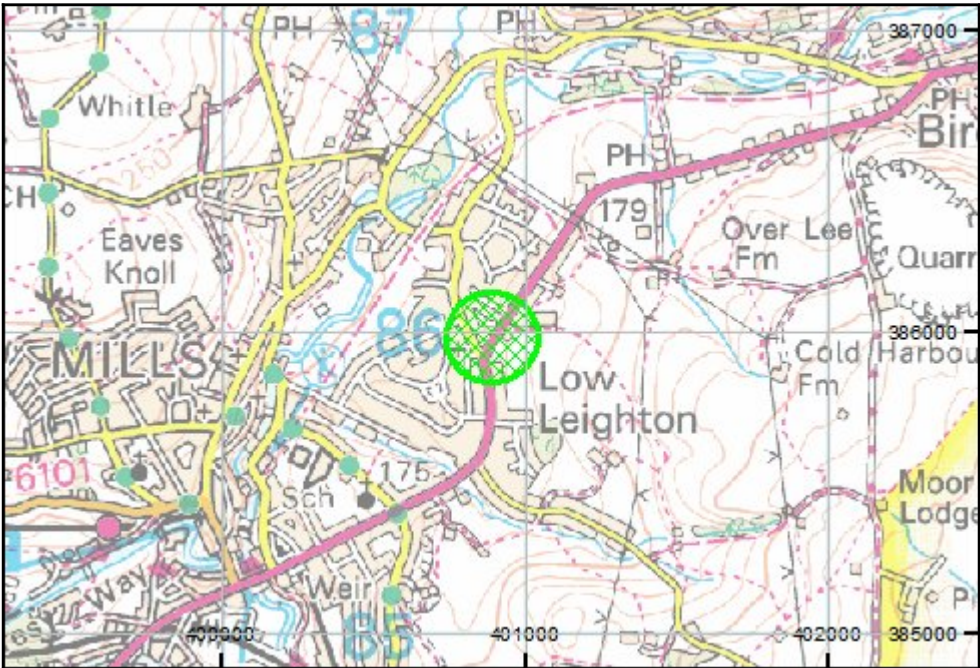 PH
PH
87
387000
Whitle
PH
Bir
PH
CH
179
Eaves
Knoll
Over Lee
Fm
Quarr
86
386000
MILLS
Cold Harbou
Fm
Low
Leighton
6101
175
Sch
Moor
Lodge
Way
Weir
85
400000
401000
402000
385000